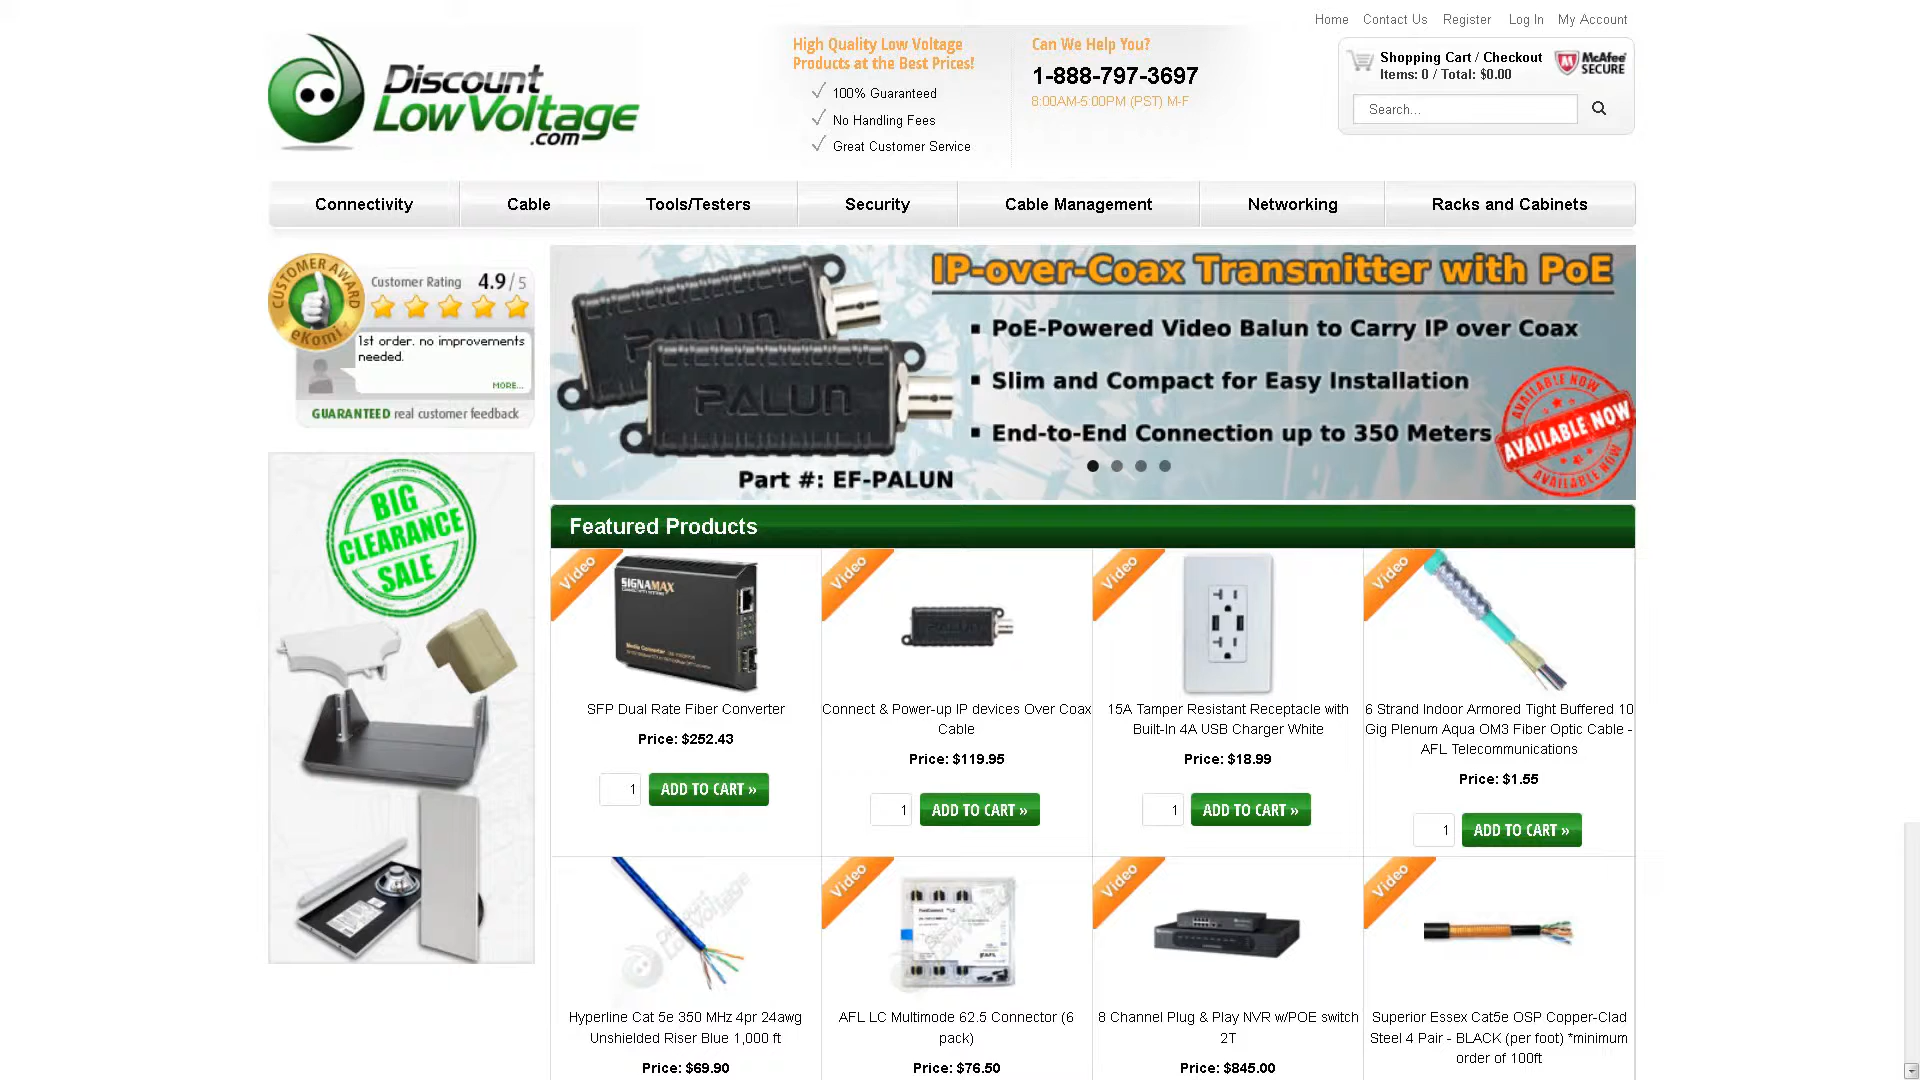 Home Contact Us Register Log In My Account
Discount
LowVoltage
.com
High Quality Low Voltage
Products at the Best Prices!
100% Guaranteed
No Handling Fees
Great Customer Service
Can We Help You?
1-888-797-3697
8:00AM-5:00PM (PST) M-F
Shopping Cart / Checkout
Items: 0 / Total: $0.00
McAfee
SECURE
Search...
Connectivity Cable Tools/Testers Security Cable Management Networking Racks and Cabinets
CUSTOMER AWARD
eKomi
Customer Rating 4.9 / 5
1st order. no improvements
needed.
MORE...
GUARANTEED real customer feedback
BIG
CLEARANCE
SALE
IP-over-Coax Transmitter with PoE
PoE-Powered Video Balun to Carry IP over Coax
Slim and Compact for Easy Installation
End-to-End Connection up to 350 Meters
PALUN
PALUN
Part #: EF-PALUN
AVAILABLE NOW
AVAILABLE NOW
AVAILABLE NOW
Featured Products
Video
SIGNAMAX
Media Converter
SFP Dual Rate Fiber Converter
Price: $252.43
1 ADD TO CART »
Video
Connect & Power-up IP devices Over Coax
Cable
Price: $119.95
1 ADD TO CART »
Video
15A Tamper Resistant Receptacle with
Built-In 4A USB Charger White
Price: $18.99
1 ADD TO CART »
Video
6 Strand Indoor Armored Tight Buffered 10
Gig Plenum Aqua OM3 Fiber Optic Cable -
AFL Telecommunications
Price: $1.55
1 ADD TO CART »
Discount
LowVoltage
Hyperline Cat 5e 350 MHz 4pr 24awg
Unshielded Riser Blue 1,000 ft
Price: $69.90
Video
AFL
AFL LC Multimode 62.5 Connector (6
pack)
Price: $76.50
Video
8 Channel Plug & Play NVR w/POE switch
2T
Price: $845.00
Video
Superior Essex Cat5e OSP Copper-Clad
Steel 4 Pair - BLACK (per foot) *minimum
order of 100ft